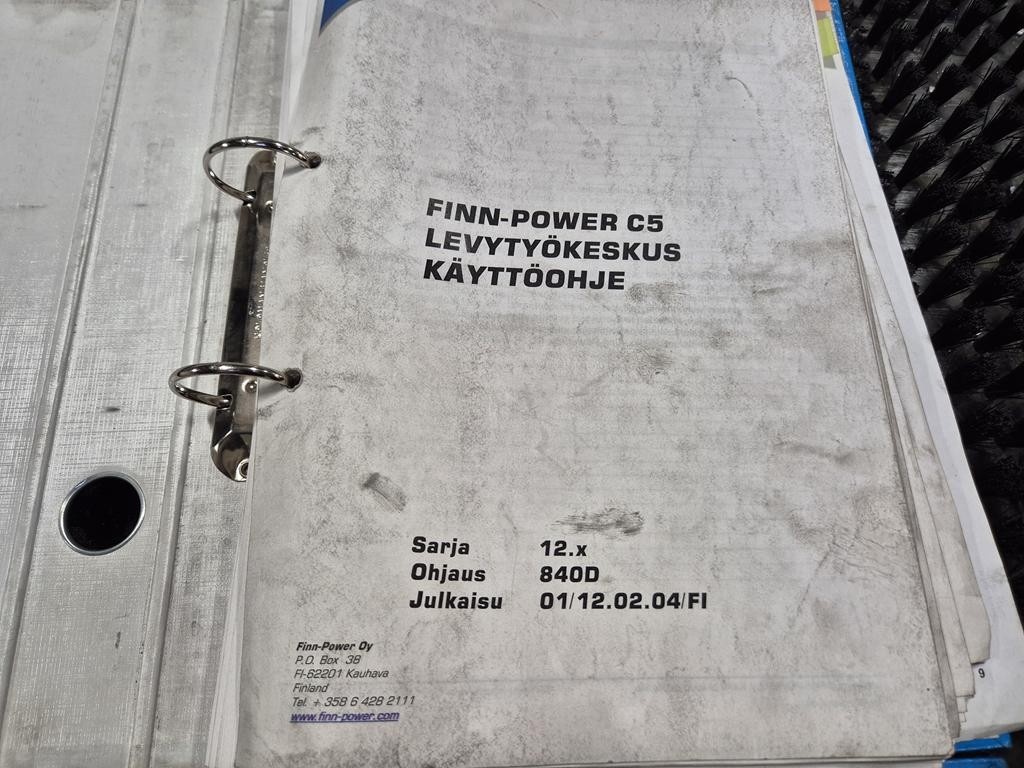 FINN-POWER C5
LEVYTYÖKESKUS
KÄYTTÖOHJE
Sarja 12.x
Ohjaus 840D
Julkaisu 01/12.02.04/FI
Finn-Power Oy
P.O. Box 38
FI-62201 Kauhava
Finland
Tel. + 358 6 428 2111
www.finn-power.com
9